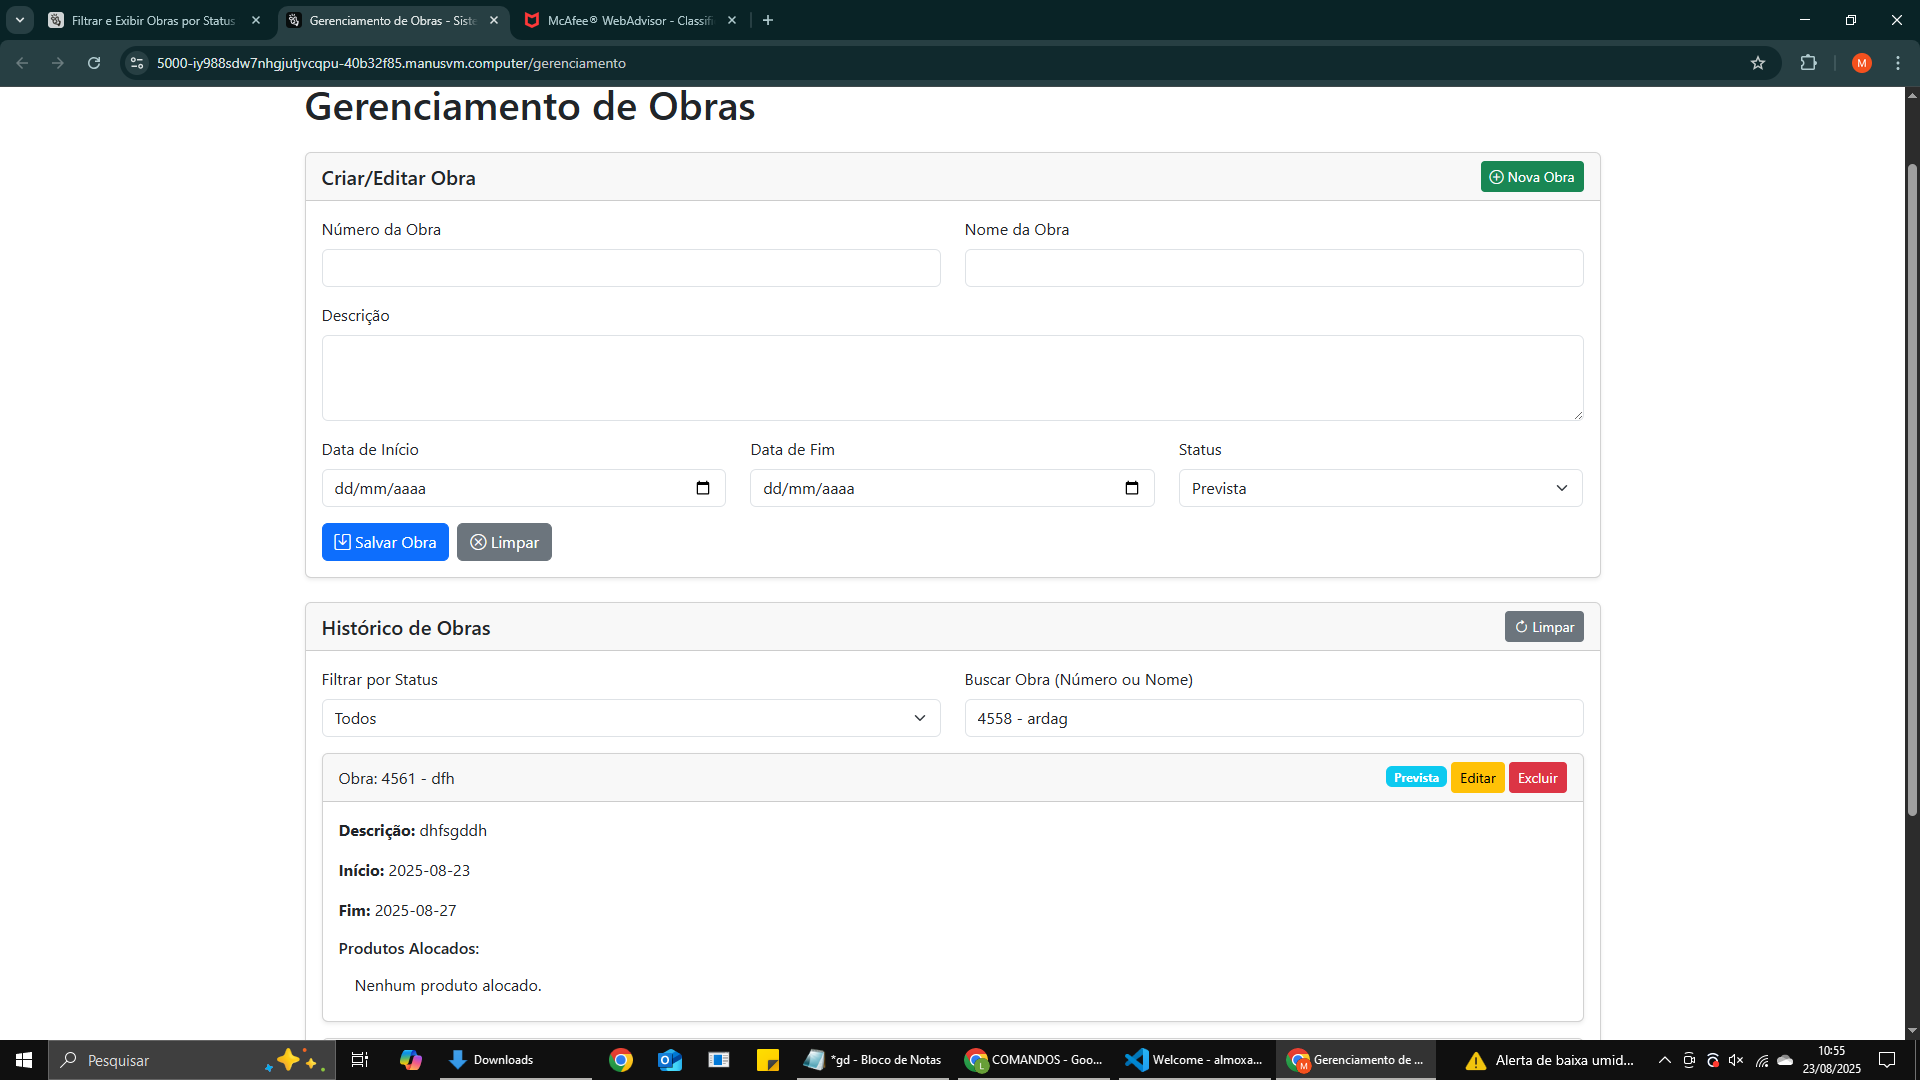 Filtrar e Exibir Obras por Status
Gerenciamento de Obras - Siste
McAfee® WebAdvisor - Classifi
5000-iy988sdw7nhgjutjvcqpu-40b32f85.manusvm.computer/gerenciamento
M
Gerenciamento de Obras
Criar/Editar Obra
Nova Obra
Número da Obra
Nome da Obra
Descrição
Data de Início
Data de Fim
Status
dd/mm/aaaa
dd/mm/aaaa
Prevista
Salvar Obra
Limpar
Histórico de Obras
Limpar
Filtrar por Status
Buscar Obra (Número ou Nome)
Todos
4558 - ardag
Obra: 4561 - dfh
Prevista
Editar
Excluir
Descrição: dhfsgddh
Início: 2025-08-23
Fim: 2025-08-27
Produtos Alocados:
Nenhum produto alocado.
Pesquisar
Downloads
*gd - Bloco de Notas
COMANDOS - Goo...
Welcome - almoxa...
Gerenciamento de ...
Alerta de baixa umid...
10:55
23/08/2025